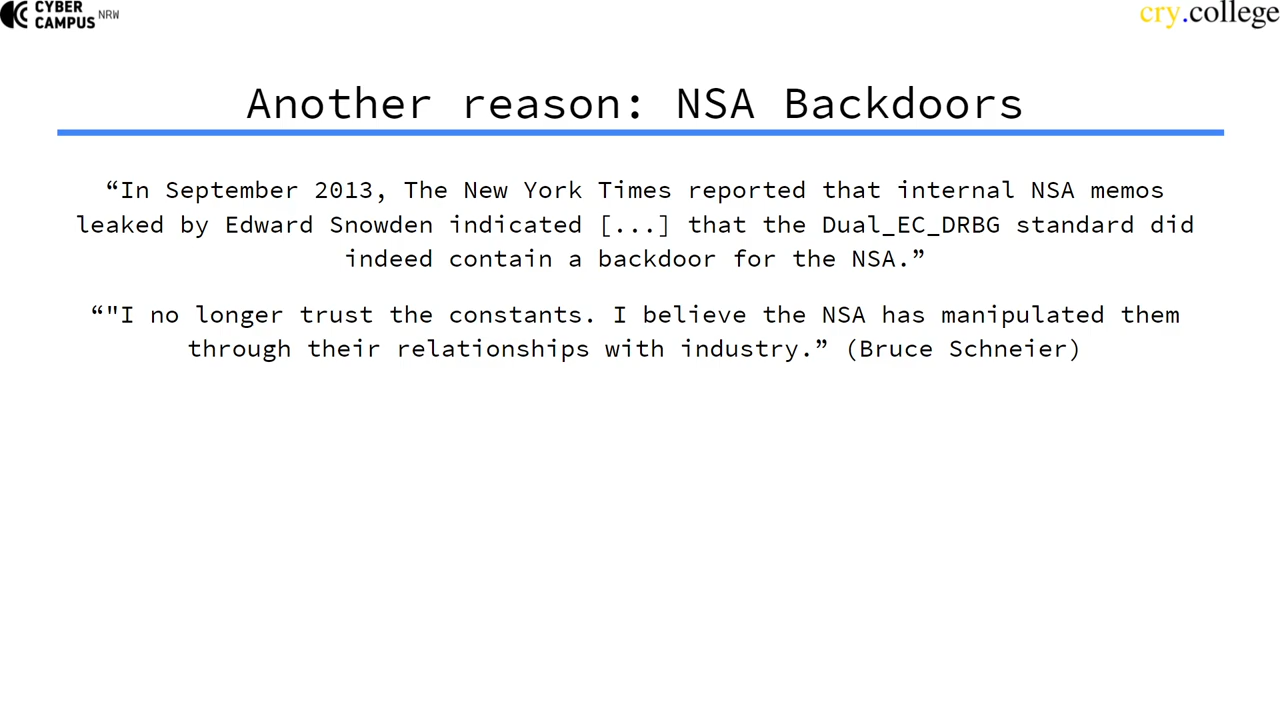 CYBER
CAMPUS NRW
cry.college
Another reason: NSA Backdoors
“In September 2013, The New York Times reported that internal NSA memos
leaked by Edward Snowden indicated [...] that the Dual_EC_DRBG standard did
indeed contain a backdoor for the NSA.”
“"I no longer trust the constants. I believe the NSA has manipulated them
through their relationships with industry.” (Bruce Schneier)